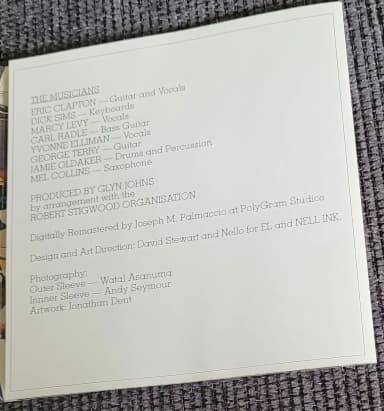 THE MUSICIANS
ERIC CLAPTON — Guitar and Vocals
DICK SIMS — Keyboards
MARCY LEVY — Vocals
CARL RADLE — Bass Guitar
YVONNE ELLIMAN — Vocals
GEORGE TERRY — Guitar
JAMIE OLDAKER — Drums and Percussion
MEL COLLINS — Saxophone
PRODUCED BY GLYN JOHNS
by arrangement with the
ROBERT STIGWOOD ORGANISATION
Digitally Remastered by Joseph M. Palmaccio at PolyGram Studios
Design and Art Direction: David Stewart and Nello for EL and NELL INK.
Photography:
Outer Sleeve — Watal Asanuma
Innner Sleeve — Andy Seymour
Artwork: Jonathan Dent